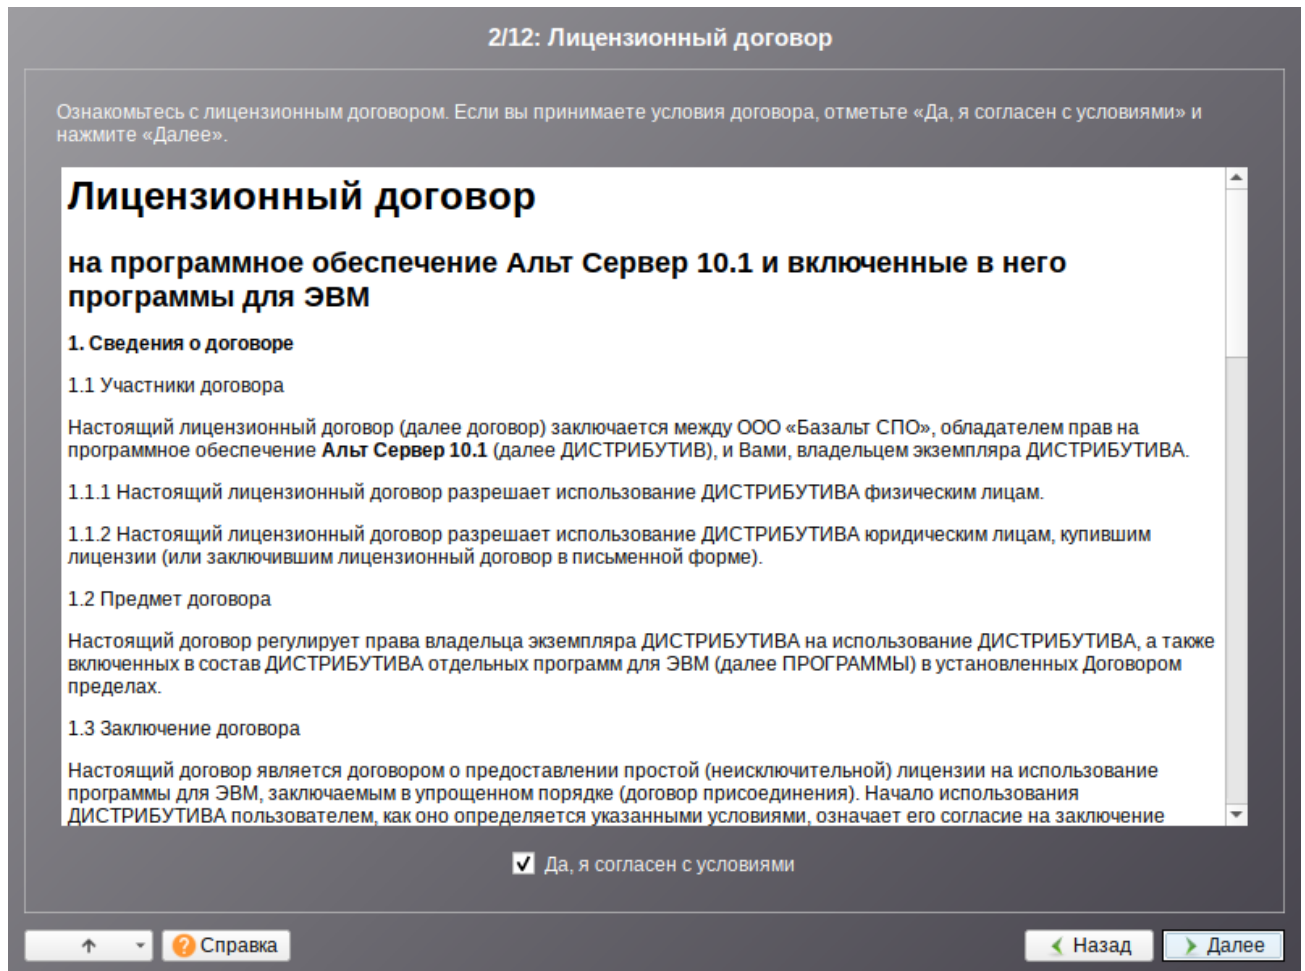 2/12: Лицензионный договор
Ознакомьтесь с лицензионным договором. Если вы принимаете условия договора, отметьте «Да, я согласен с условиями» и
нажмите «Далее».
Лицензионный договор
на программное обеспечение Альт Сервер 10.1 и включенные в него
программы для ЭВМ
1. Сведения о договоре
1.1 Участники договора
Настоящий лицензионный договор (далее договор) заключается между ООО «Базальт СПО», обладателем прав на
программное обеспечение Альт Сервер 10.1 (далее ДИСТРИБУТИВ), и Вами, владельцем экземпляра ДИСТРИБУТИВА.
1.1.1 Настоящий лицензионный договор разрешает использование ДИСТРИБУТИВА физическим лицам.
1.1.2 Настоящий лицензионный договор разрешает использование ДИСТРИБУТИВА юридическим лицам, купившим
лицензии (или заключившим лицензионный договор в письменной форме).
1.2 Предмет договора
Настоящий договор регулирует права владельца экземпляра ДИСТРИБУТИВА на использование ДИСТРИБУТИВА, а также
включенных в состав ДИСТРИБУТИВА отдельных программ для ЭВМ (далее ПРОГРАММЫ) в установленных Договором
пределах.
1.3 Заключение договора
Настоящий договор является договором о предоставлении простой (неисключительной) лицензии на использование
программы для ЭВМ, заключаемым в упрощенном порядке (договор присоединения). Начало использования
ДИСТРИБУТИВА пользователем, как оно определяется указанными условиями, означает его согласие на заключение
Да, я согласен с условиями
Справка
Назад
Далее